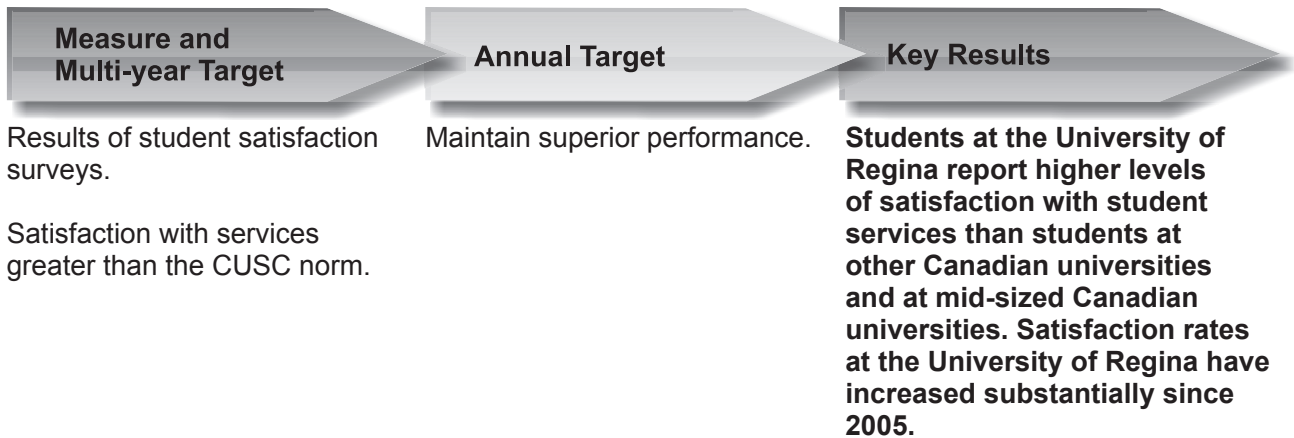 Measure and
Multi-year Target
Results of student satisfaction
surveys.
Satisfaction with services
greater than the CUSC norm.
Annual Target
Maintain superior performance.
Key Results
Students at the University of
Regina report higher levels
of satisfaction with student
services than students at
other Canadian universities
and at mid-sized Canadian
universities. Satisfaction rates
at the University of Regina have
increased substantially since
2005.